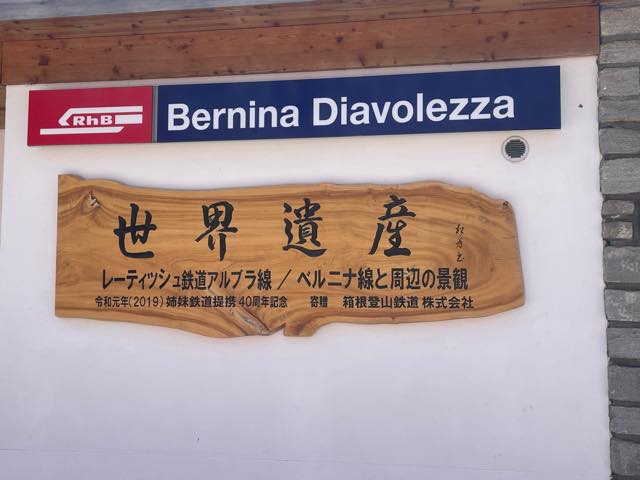 RhB Bernina Diavolezza
世界遺産
レーティッシュ鉄道アルブラ線／ベルニナ線と周辺の景観
令和元年(2019)姉妹鉄道提携40周年記念 寄贈 箱根登山鉄道 株式会社